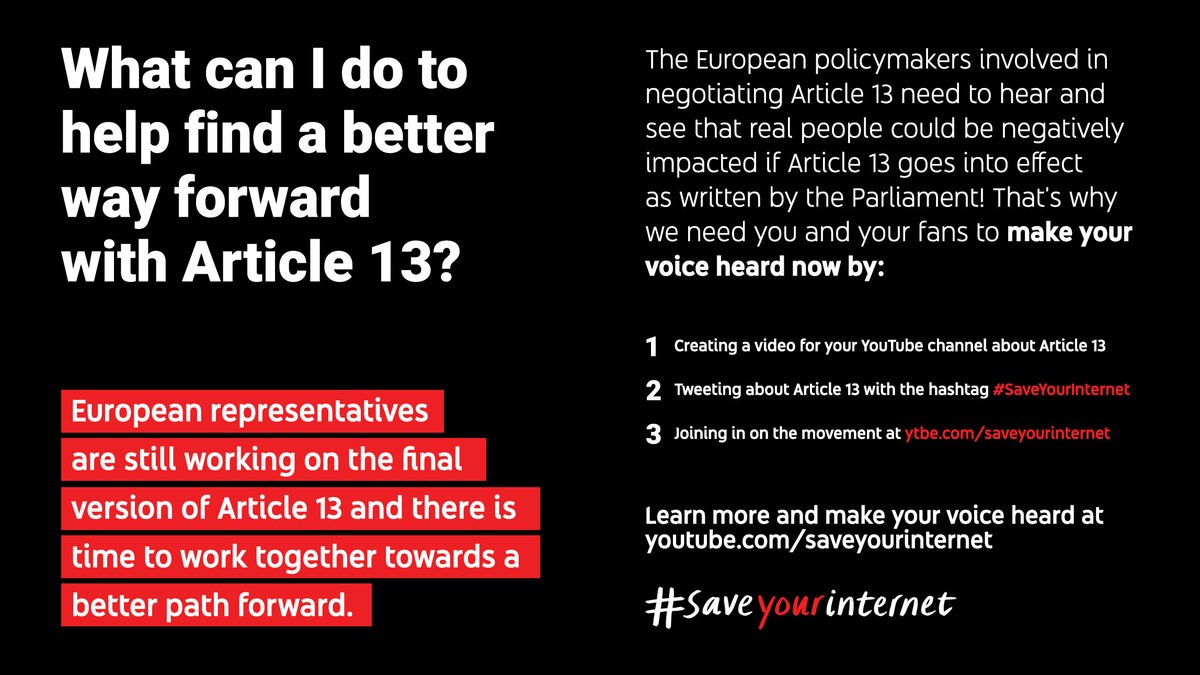 What can I do to
help find a better
way forward
with Article 13?
European representatives
are still working on the final
version of Article 13 and there is
time to work together towards a
better path forward.
The European policymakers involved in
negotiating Article 13 need to hear and
see that real people could be negatively
impacted if Article 13 goes into effect
as written by the Parliament! That's why
we need you and your fans to make your
voice heard now by:
1 Creating a video for your YouTube channel about Article 13
2 Tweeting about Article 13 with the hashtag #SaveYourInternet
3 Joining in on the movement at ytbe.com/saveyourinternet
Learn more and make your voice heard at
youtube.com/saveyourinternet
#saveyourinternet